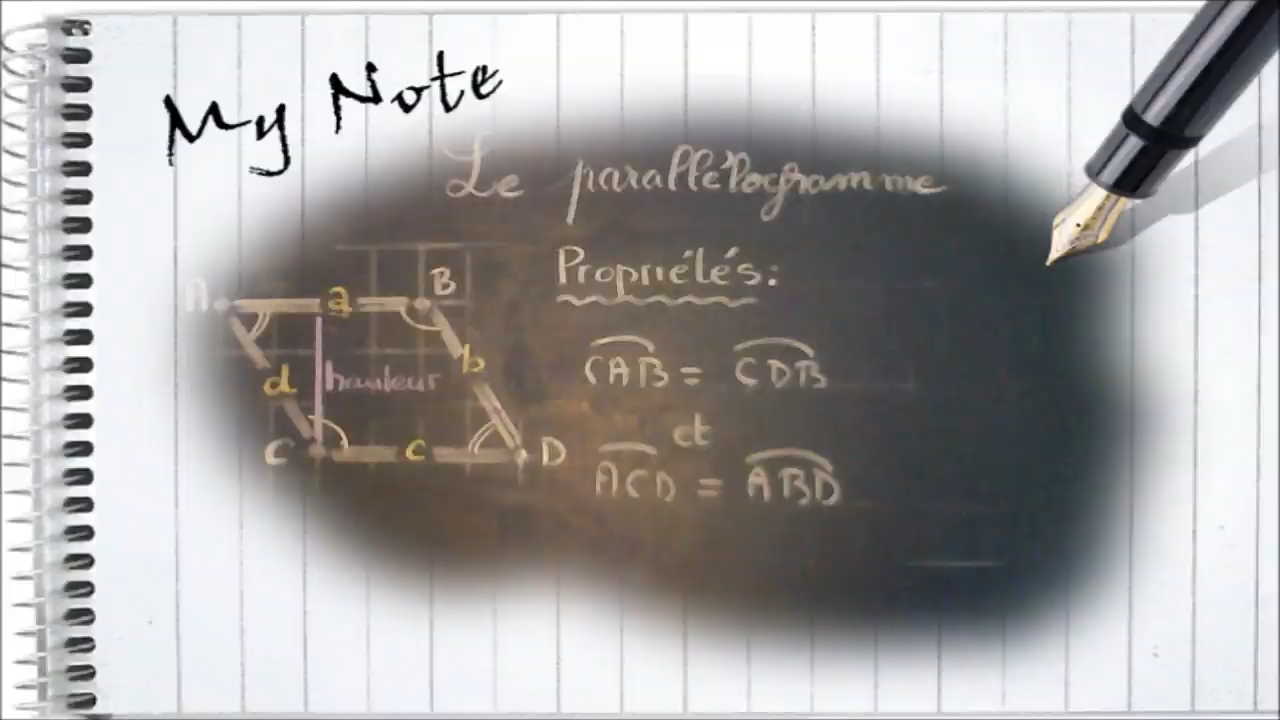 My Note
Le parallélogramme
Propriétés:
A a B
d hauteur b
C c D
CAB = CDB
et
ACD = ABD